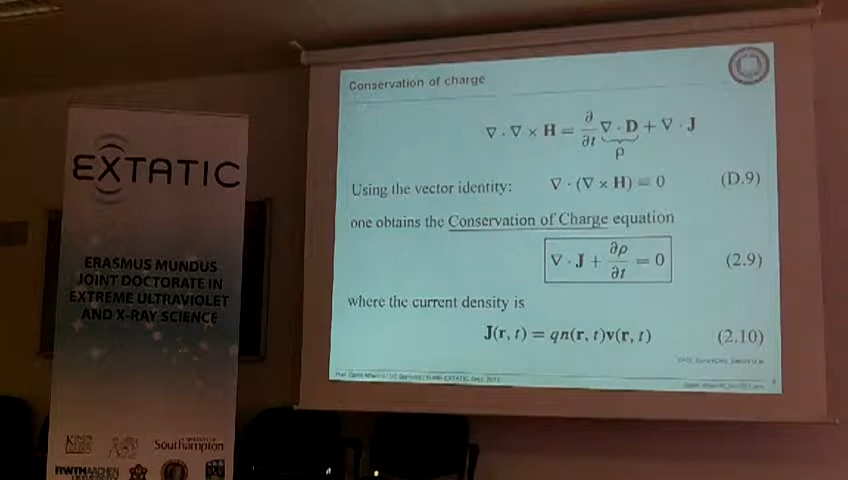 EXTATIC
ERASMUS MUNDUS
JOINT DOCTORATE IN
EXTREME ULTRAVIOLET
AND X-RAY SCIENCE
Southampton
RWTHAACHEN
UNIVERSITY
Conservation of charge
∇ · ∇ × H = ∂/∂t ∇ · D + ∇ · J
ρ
Using the vector identity: ∇ · (∇ × H) ≡ 0 (D.9)
one obtains the Conservation of Charge equation
∇ · J + ∂ρ/∂t = 0 (2.9)
where the current density is
J(r, t) = qn(r, t)v(r, t) (2.10)